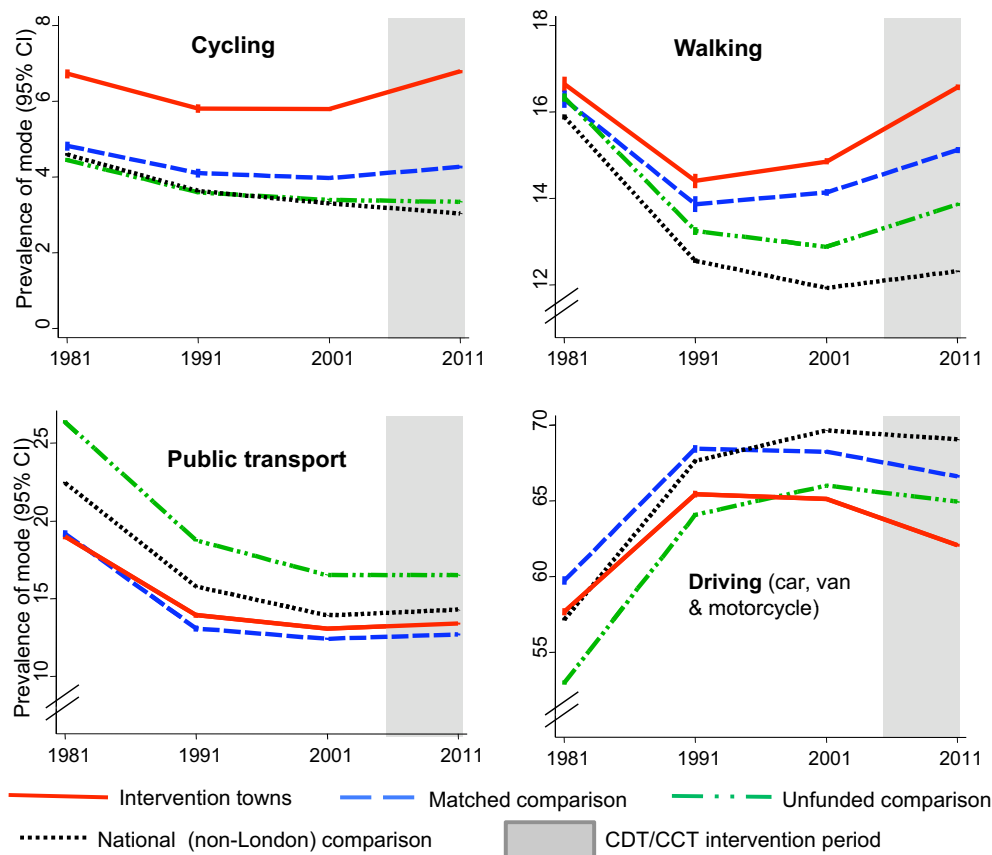 Cycling
Prevalence of mode (95% CI)
8
6
4
2
0
1981 1991 2001 2011
Walking
18
16
14
12
1981 1991 2001 2011
Public transport
Prevalence of mode (95% CI)
25
20
15
10
1981 1991 2001 2011
70
65
60
55
Driving (car, van
& motorcycle)
1981 1991 2001 2011
Intervention towns Matched comparison Unfunded comparison
National (non-London) comparison CDT/CCT intervention period